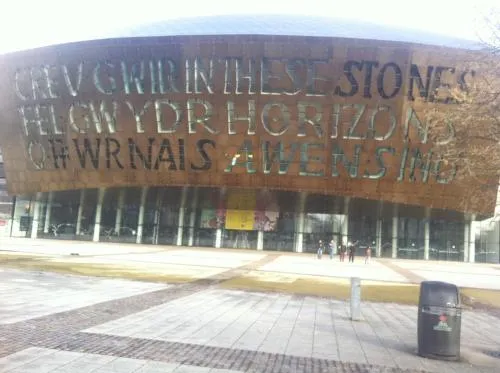 CREU GWIR IN THESE STONES
FEL GWYDR HORIZONS
O FFWRNAIS AWEN SING